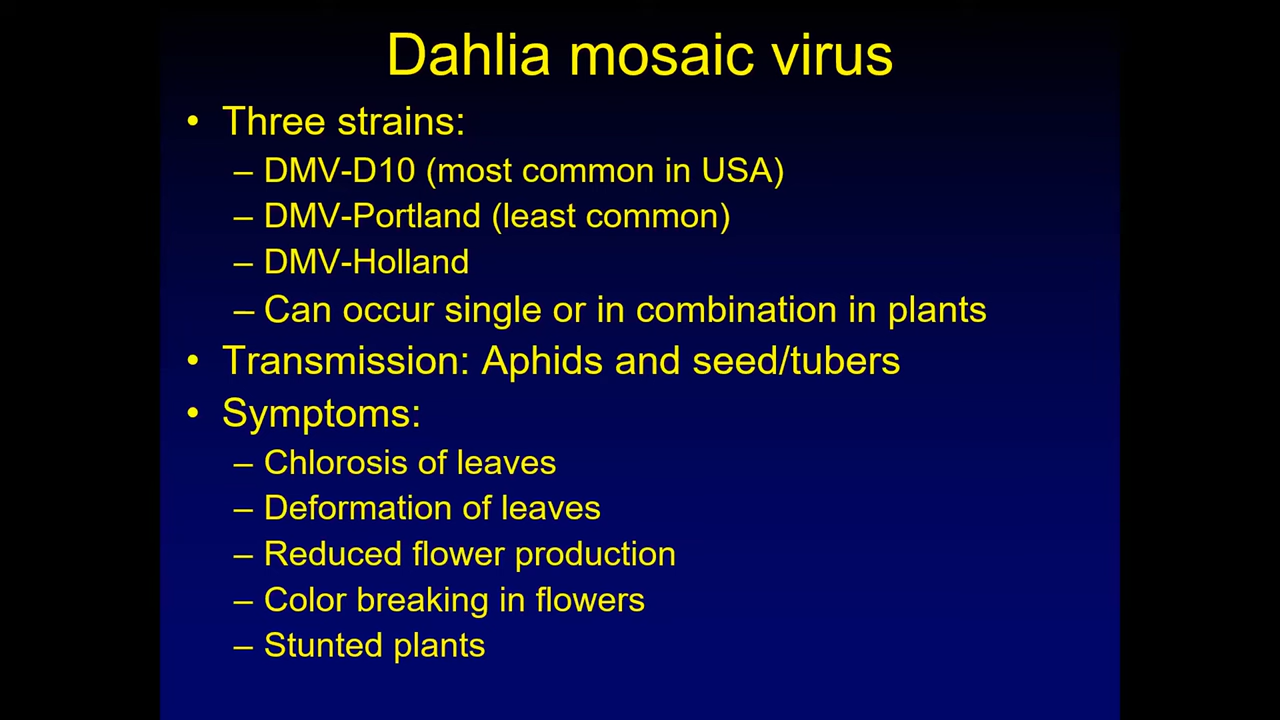 Dahlia mosaic virus
• Three strains:
– DMV-D10 (most common in USA)
– DMV-Portland (least common)
– DMV-Holland
– Can occur single or in combination in plants
• Transmission: Aphids and seed/tubers
• Symptoms:
– Chlorosis of leaves
– Deformation of leaves
– Reduced flower production
– Color breaking in flowers
– Stunted plants